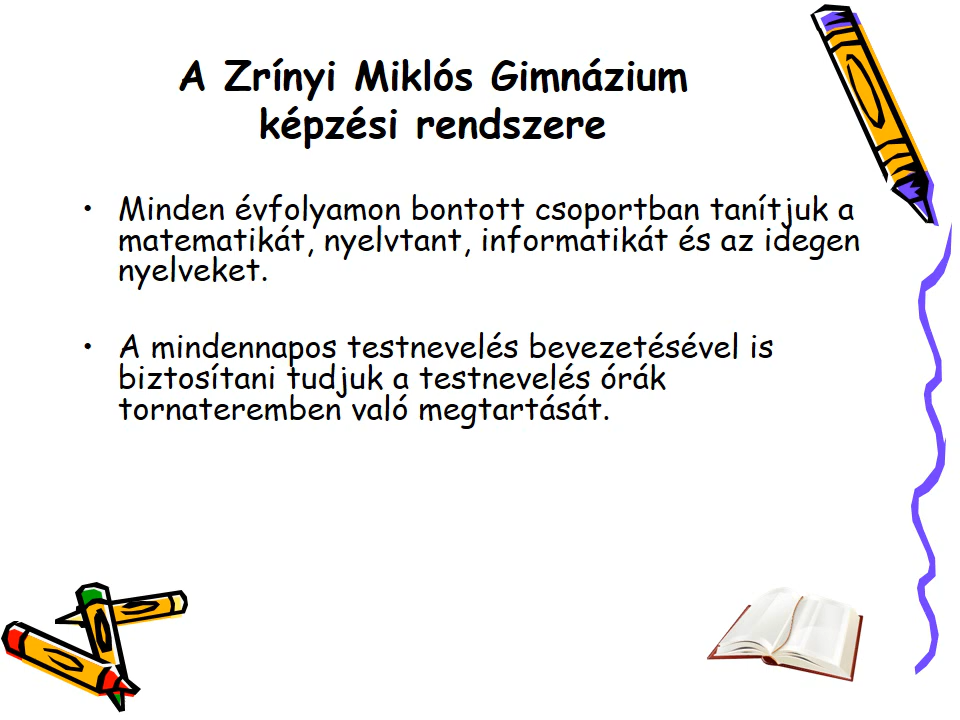 A Zrínyi Miklós Gimnázium
képzési rendszere
• Minden évfolyamon bontott csoportban tanítjuk a
matematikát, nyelvtant, informatikát és az idegen
nyelveket.
• A mindennapos testnevelés bevezetésével is
biztosítani tudjuk a testnevelés órák
tornateremben való megtartását.